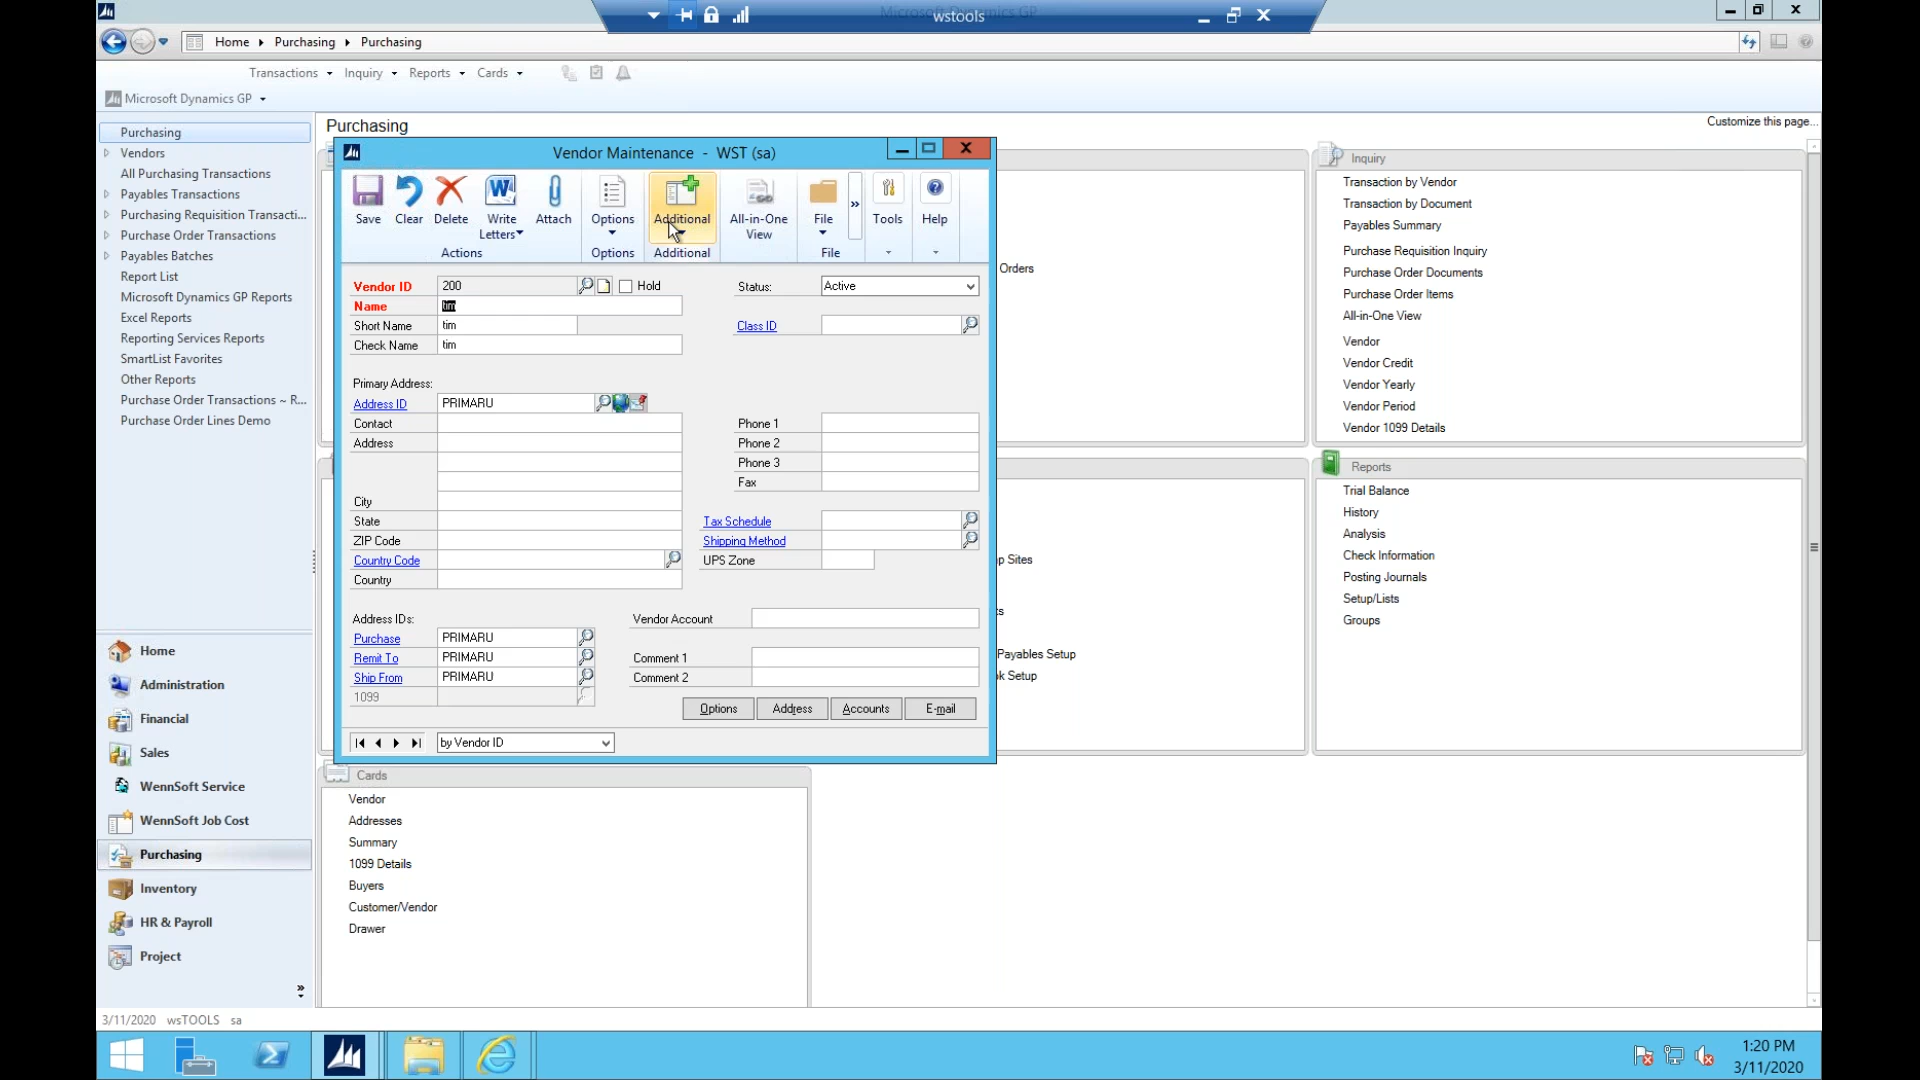 Microsoft Dynamics GP
wstools
Home Purchasing Purchasing
Transactions Inquiry Reports Cards
Microsoft Dynamics GP
Purchasing
Vendors
All Purchasing Transactions
Payables Transactions
Purchasing Requisition Transacti...
Purchase Order Transactions
Payables Batches
Report List
Microsoft Dynamics GP Reports
Excel Reports
Reporting Services Reports
SmartList Favorites
Other Reports
Purchase Order Transactions ~ R...
Purchase Order Lines Demo
Home
Administration
Financial
Sales
WennSoft Service
WennSoft Job Cost
Purchasing
Inventory
HR & Payroll
Project
Purchasing
Customize this page...
Vendor Maintenance - WST (sa)
Save
Clear
Delete
Write Letters
Attach
Options
Additional
All-in-One View
File
Tools
Help
Actions
Options
Additional
File
Vendor ID 200 Hold
Status: Active
Name tim
Short Name tim
Class ID
Check Name tim
Primary Address:
Address ID PRIMARU
Contact
Address
City
State
ZIP Code
Country Code
Country
Phone 1
Phone 2
Phone 3
Fax
Tax Schedule
Shipping Method
UPS Zone
Address IDs:
Purchase PRIMARU
Remit To PRIMARU
Ship From PRIMARU
1099
Vendor Account
Comment 1
Comment 2
Options Address Accounts E-mail
by Vendor ID
Orders
p Sites
ts
Payables Setup
k Setup
Inquiry
Transaction by Vendor
Transaction by Document
Payables Summary
Purchase Requisition Inquiry
Purchase Order Documents
Purchase Order Items
All-in-One View
Vendor
Vendor Credit
Vendor Yearly
Vendor Period
Vendor 1099 Details
Reports
Trial Balance
History
Analysis
Check Information
Posting Journals
Setup/Lists
Groups
Cards
Vendor
Addresses
Summary
1099 Details
Buyers
Customer/Vendor
Drawer
3/11/2020 wsTOOLS sa
1:20 PM
3/11/2020